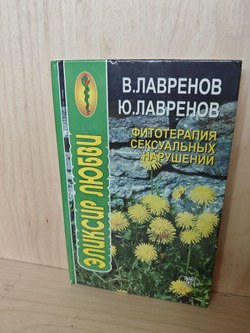 В.ЛАВРЕНОВ
Ю.ЛАВРЕНОВ
ФИТОТЕРАПИЯ
СЕКСУАЛЬНЫХ
НАРУШЕНИЙ
ЭЛИКСИР ЛЮБВИ